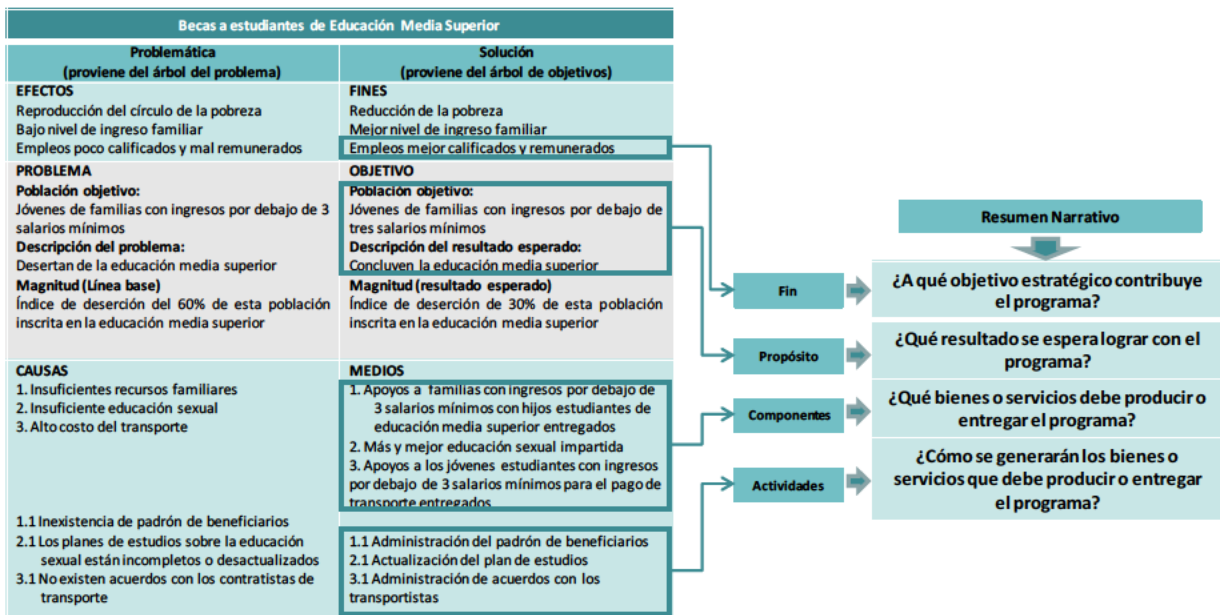 Becas a estudiantes de Educación Media Superior
Problemática
(proviene del árbol del problema)
Solución
(proviene del árbol de objetivos)
EFECTOS
Reproducción del círculo de la pobreza
Bajo nivel de ingreso familiar
Empleos poco calificados y mal remunerados
FINES
Reducción de la pobreza
Mejor nivel de ingreso familiar
Empleos mejor calificados y remunerados
PROBLEMA
Población objetivo:
Jóvenes de familias con ingresos por debajo de 3
salarios mínimos
Descripción del problema:
Desertan de la educación media superior
Magnitud (Línea base)
Índice de deserción del 60% de esta población
inscrita en la educación media superior
OBJETIVO
Población objetivo:
Jóvenes de familias con ingresos por debajo de
tres salarios mínimos
Descripción del resultado esperado:
Concluyen la educación media superior
Magnitud (resultado esperado)
Índice de deserción de 30% de esta población
inscrita en la educación media superior
CAUSAS
1. Insuficientes recursos familiares
2. Insuficiente educación sexual
3. Alto costo del transporte
1.1 Inexistencia de padrón de beneficiarios
2.1 Los planes de estudios sobre la educación
sexual están incompletos o desactualizados
3.1 No existen acuerdos con los contratistas de
transporte
MEDIOS
1. Apoyos a familias con ingresos por debajo de
3 salarios mínimos con hijos estudiantes de
educación media superior entregados
2. Más y mejor educación sexual impartida
3. Apoyos a los jóvenes estudiantes con ingresos
por debajo de 3 salarios mínimos para el pago de
transporte entregados
1.1 Administración del padrón de beneficiarios
2.1 Actualización del plan de estudios
3.1 Administración de acuerdos con los
transportistas
Resumen Narrativo
Fin
¿A qué objetivo estratégico contribuye
el programa?
Propósito
¿Qué resultado se espera lograr con el
programa?
Componentes
¿Qué bienes o servicios debe producir o
entregar el programa?
Actividades
¿Cómo se generarán los bienes o
servicios que debe producir o entregar
el programa?